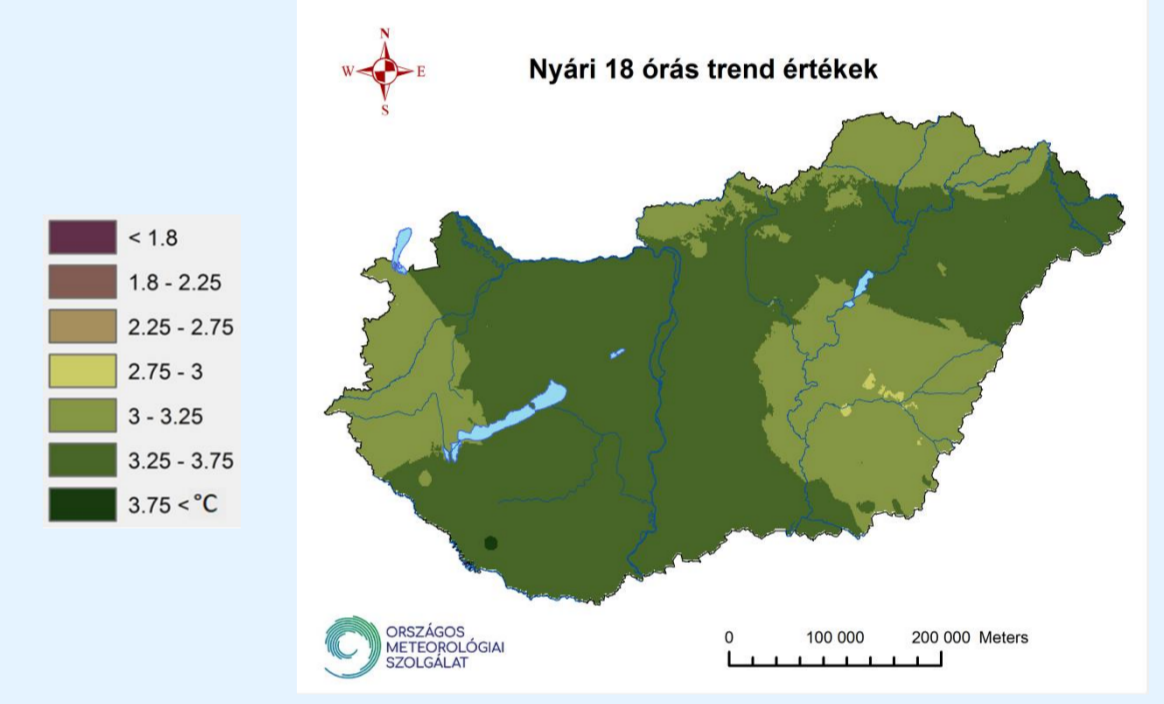 N
W E
S
Nyári 18 órás trend értékek
< 1.8
1.8 - 2.25
2.25 - 2.75
2.75 - 3
3 - 3.25
3.25 - 3.75
3.75 < °C
ORSZÁGOS
METEOROLÓGIAI
SZOLGÁLAT
0 100 000 200 000 Meters